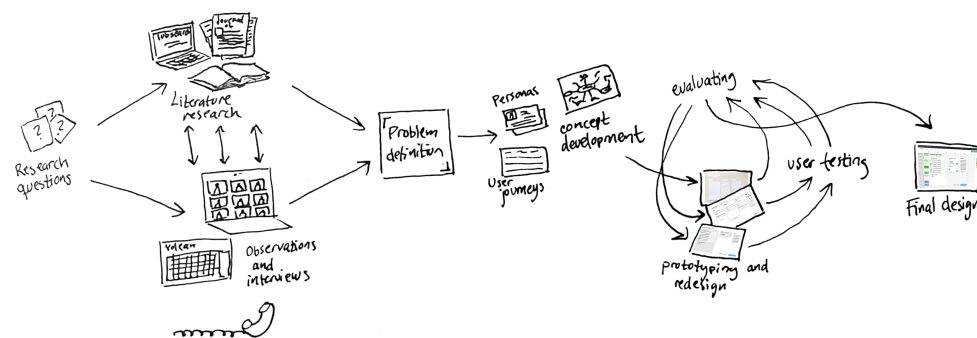 Journal
Research
questions
Literature
research
Observations
and
interviews
Problem
definition
Personas
User
journeys
concept
development
evaluating
user testing
prototyping and
redesign
Final design